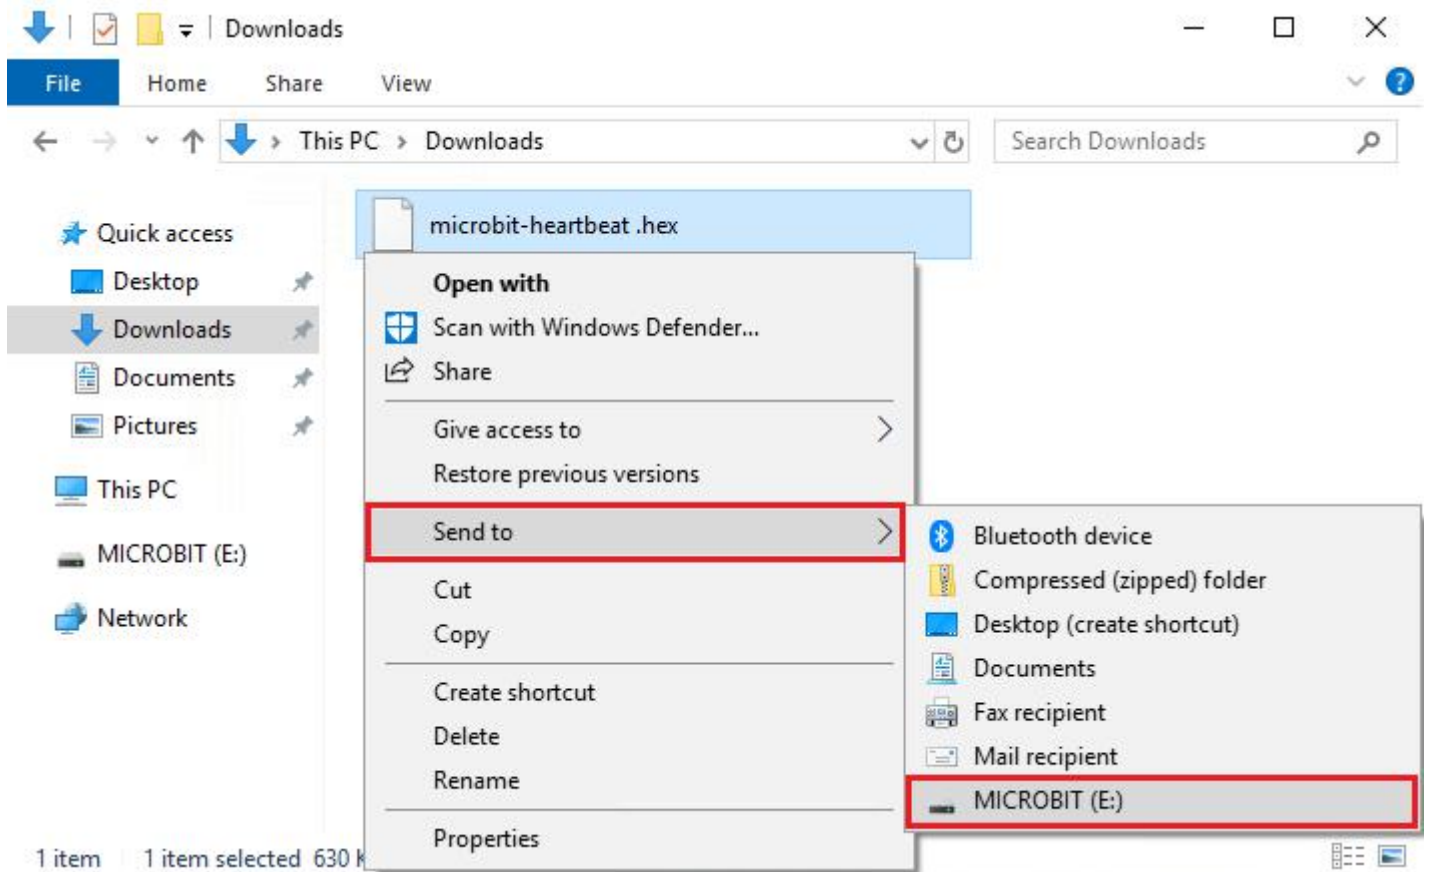 Downloads
File Home Share View
This PC > Downloads
Search Downloads
Quick access
Desktop
Downloads
Documents
Pictures
This PC
MICROBIT (E:)
Network
microbit-heartbeat .hex
Open with
Scan with Windows Defender...
Share
Give access to
Restore previous versions
Send to
Cut
Copy
Create shortcut
Delete
Rename
Properties
Bluetooth device
Compressed (zipped) folder
Desktop (create shortcut)
Documents
Fax recipient
Mail recipient
MICROBIT (E:)
1 item 1 item selected 630